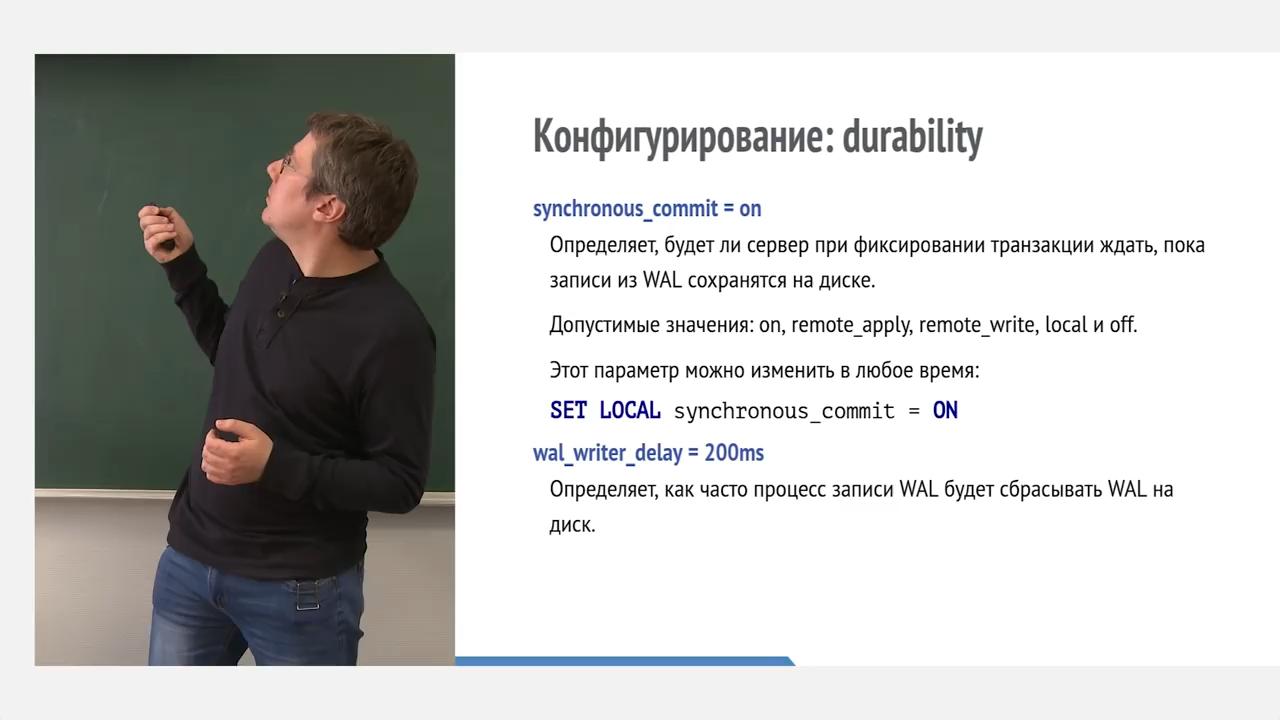 Конфигурирование: durability
synchronous_commit = on
Определяет, будет ли сервер при фиксировании транзакции ждать, пока
записи из WAL сохранятся на диске.
Допустимые значения: on, remote_apply, remote_write, local и off.
Этот параметр можно изменить в любое время:
SET LOCAL synchronous_commit = ON
wal_writer_delay = 200ms
Определяет, как часто процесс записи WAL будет сбрасывать WAL на
диск.